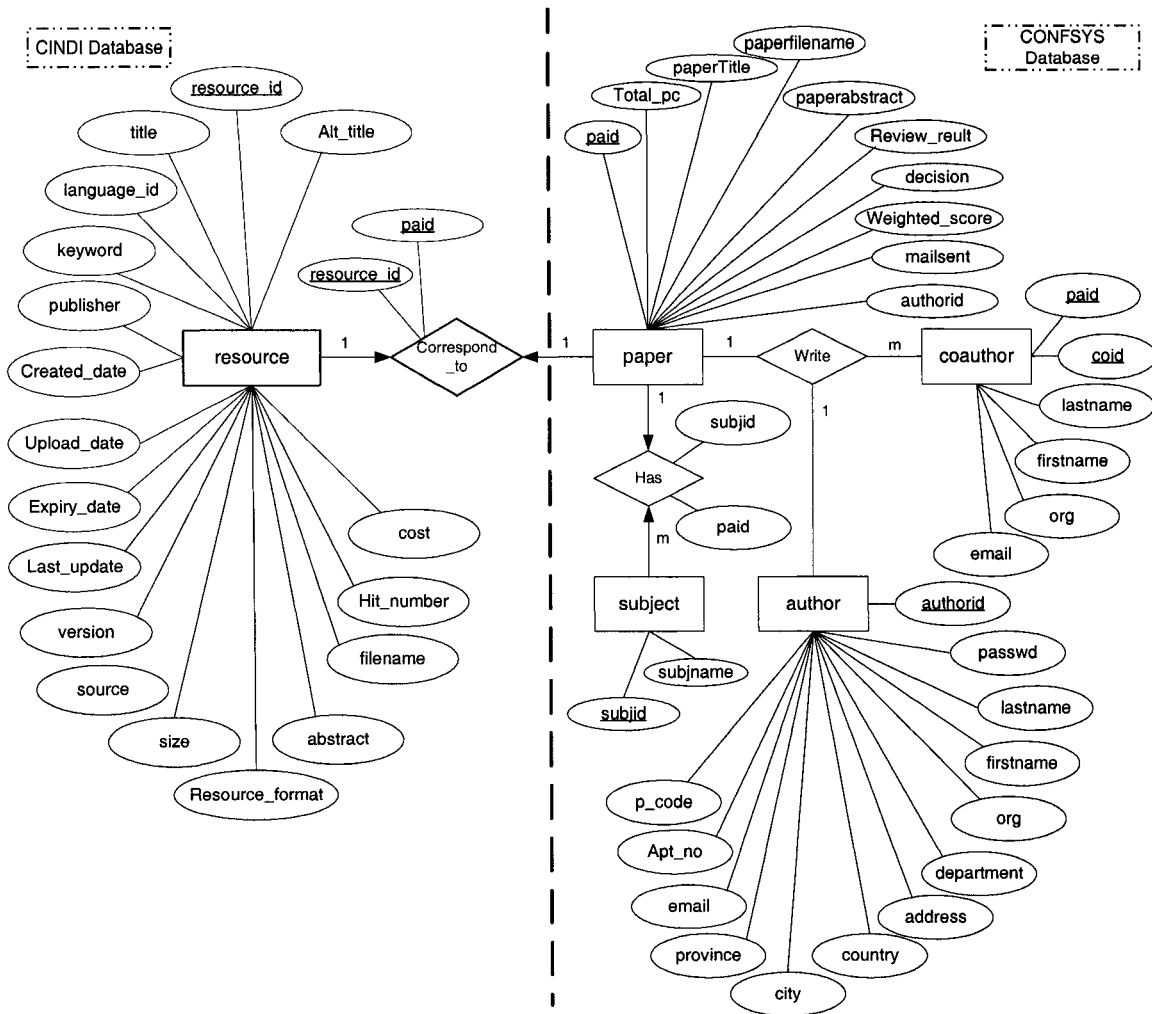 CINDI Database
CONFSYS
Database
resource_id
title
Alt_title
language_id
keyword
publisher
Created_date
Upload_date
Expiry_date
Last_update
version
source
size
Resource_format
abstract
filename
Hit_number
cost
resource
1
Correspond
_to
resource_id
paid
1
paper
paid
Total_pc
paperTitle
paperfilename
paperabstract
Review_reult
decision
Weighted_score
mailsent
authorid
1
Write
m
coauthor
paid
coid
lastname
firstname
org
email
1
Has
subjid
paid
m
subject
subjname
subjid
1
author
authorid
passwd
lastname
firstname
org
department
address
country
city
province
email
Apt_no
p_code